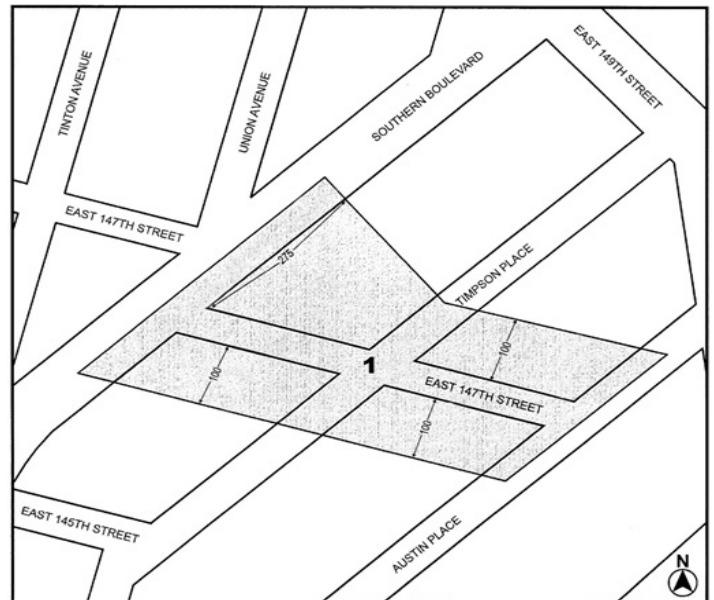 EAST 149TH STREET
SOUTHERN BOULEVARD
TINTON AVENUE
UNION AVENUE
EAST 147TH STREET
275
TIMPSON PLACE
100
1
100
EAST 147TH STREET
100
EAST 145TH STREET
AUSTIN PLACE
N